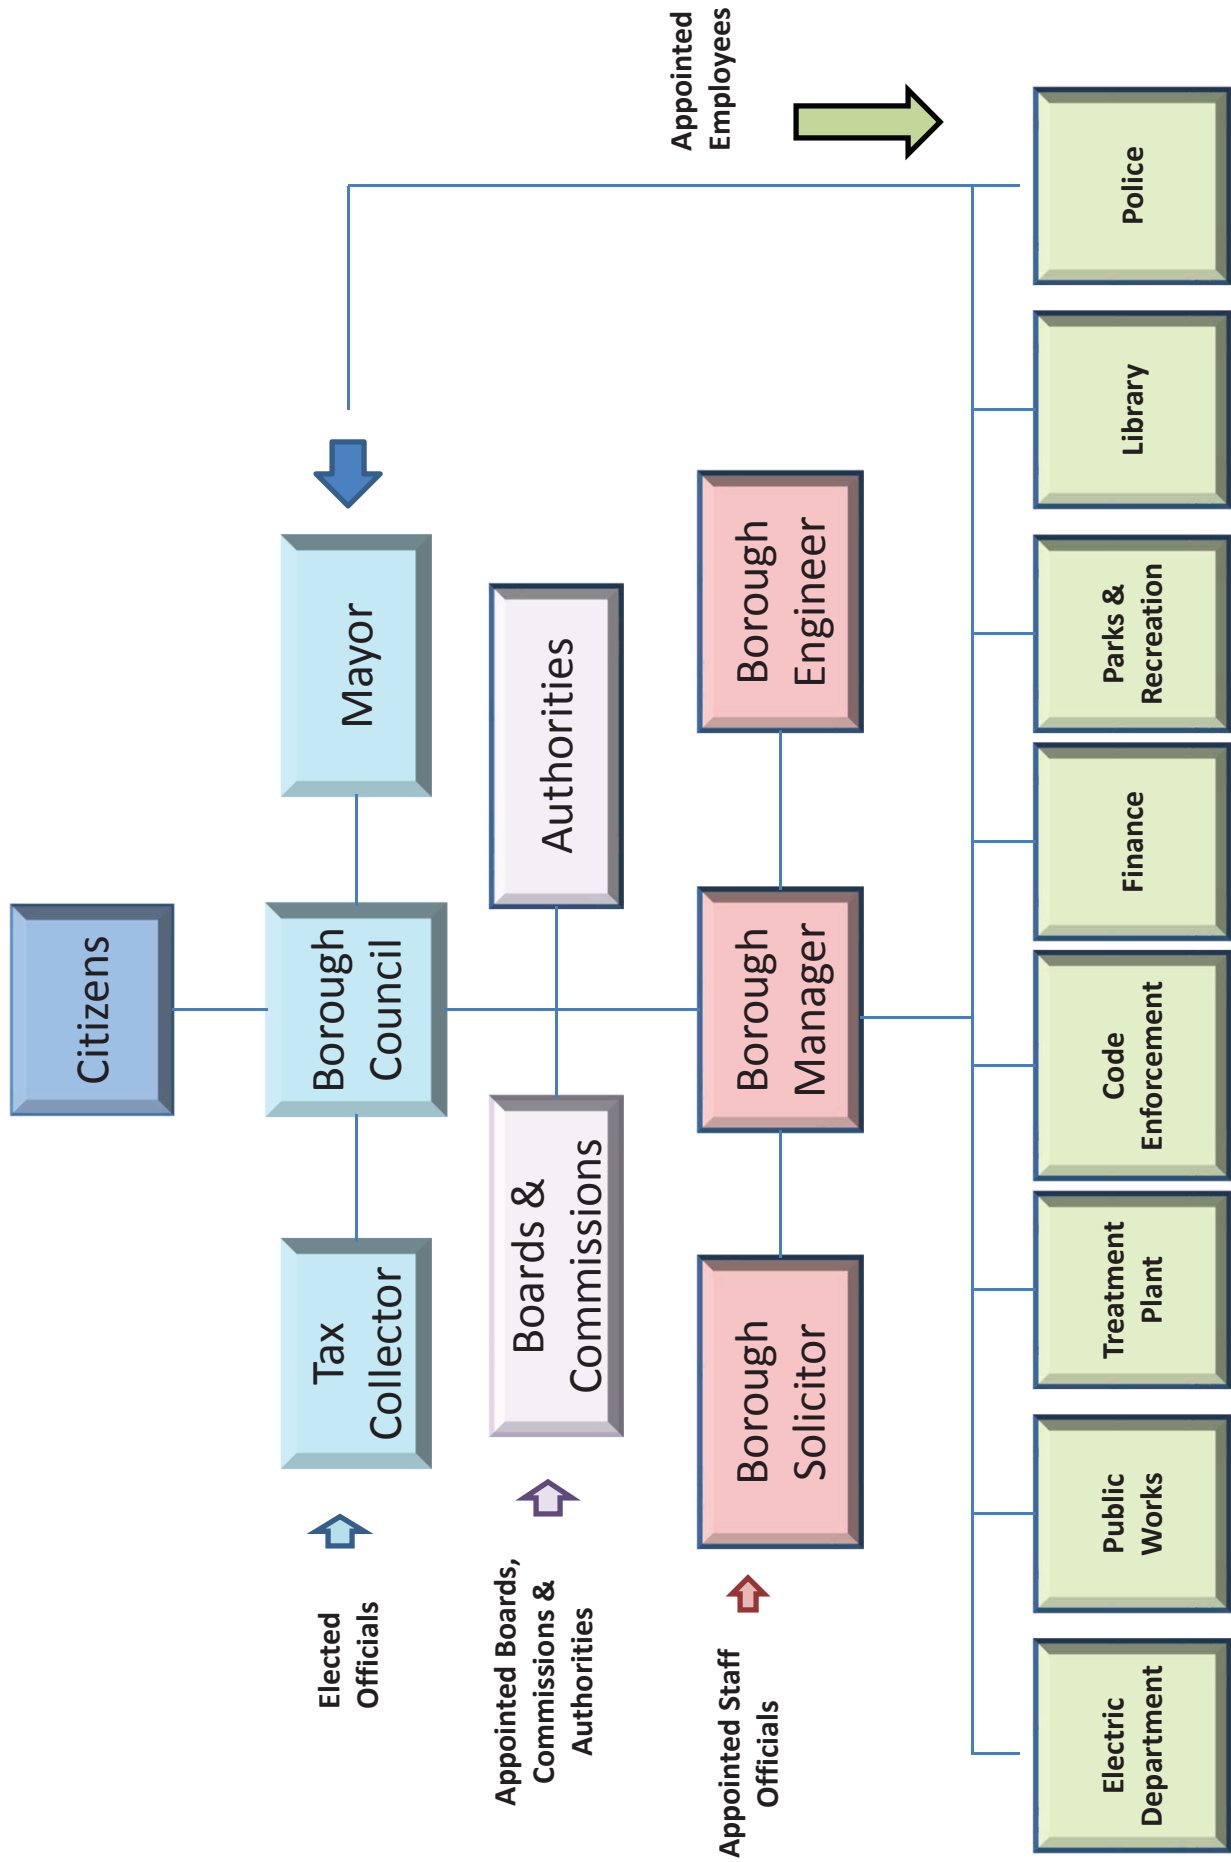 Citizens
Elected
Officials
Tax
Collector
Borough
Council
Mayor
Appointed Boards,
Commissions &
Authorities
Boards &
Commissions
Authorities
Appointed Staff
Officials
Borough
Solicitor
Borough
Manager
Borough
Engineer
Appointed
Employees
Electric
Department
Public
Works
Treatment
Plant
Code
Enforcement
Finance
Parks &
Recreation
Library
Police